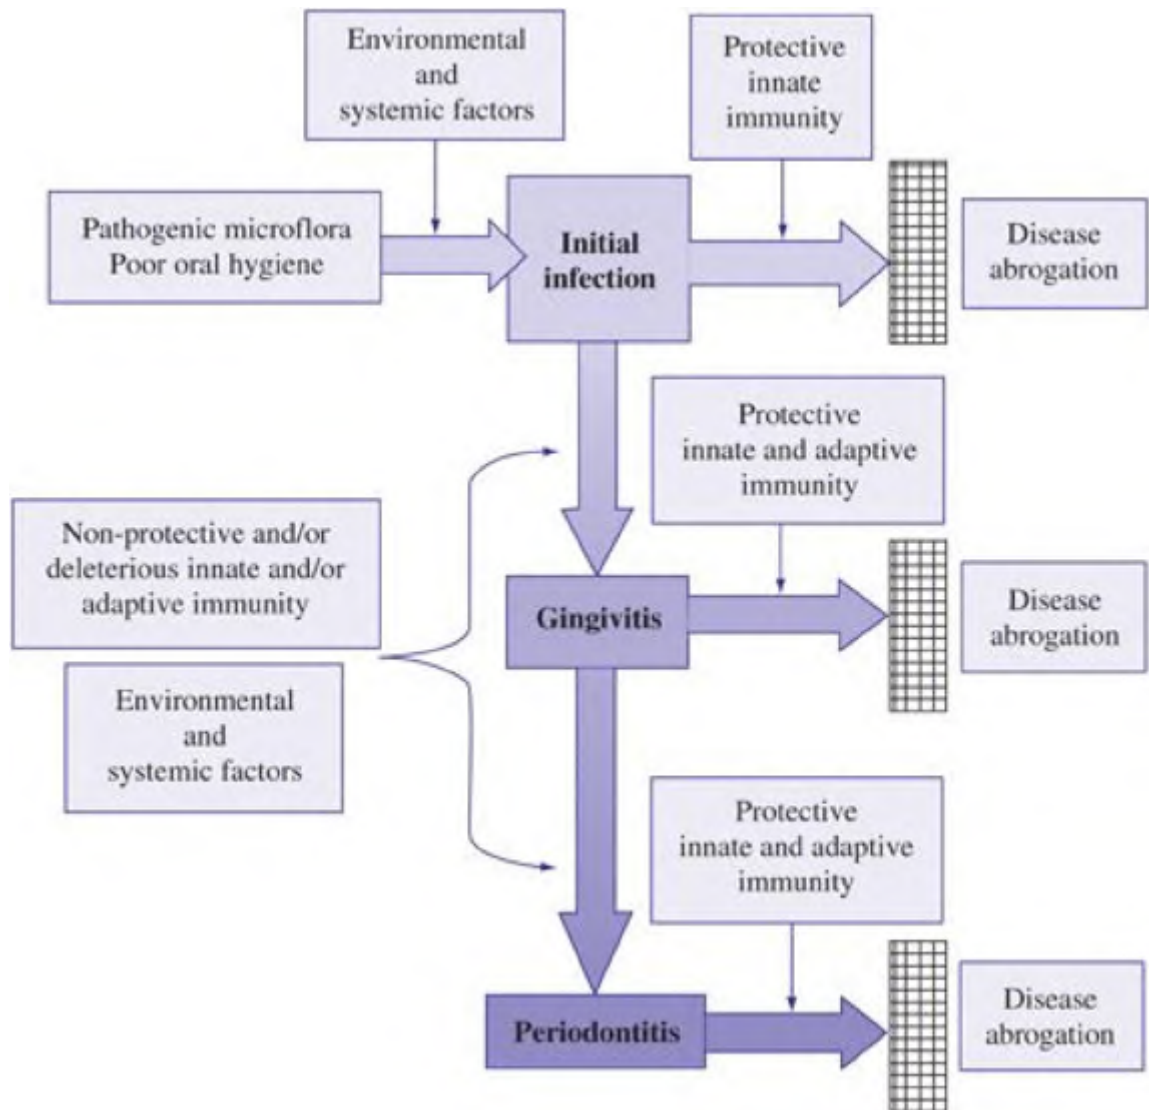 Environmental
and
systemic factors
Protective
innate
immunity
Pathogenic microflora
Poor oral hygiene
Initial
infection
Disease
abrogation
Protective
innate and adaptive
immunity
Non-protective and/or
deleterious innate and/or
adaptive immunity
Gingivitis
Disease
abrogation
Environmental
and
systemic factors
Protective
innate and adaptive
immunity
Periodontitis
Disease
abrogation